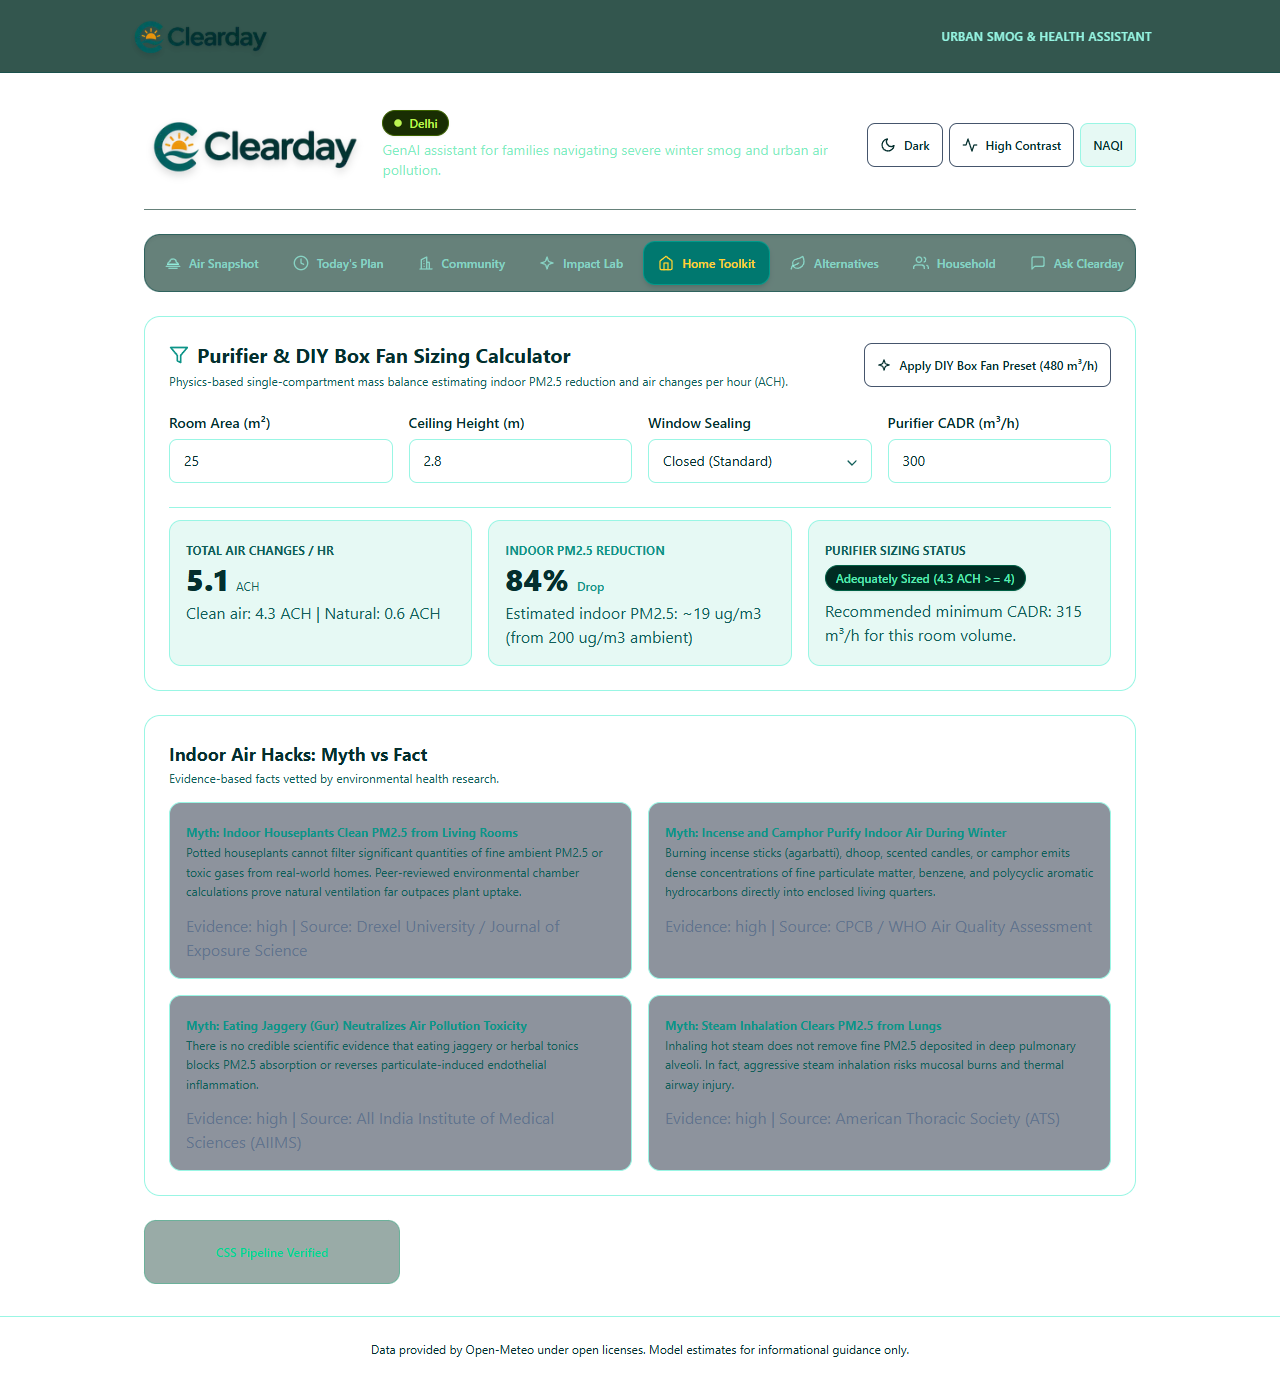 Clearday
URBAN SMOG & HEALTH ASSISTANT
Clearday
Delhi
GenAI assistant for families navigating severe winter smog and urban air
pollution.
Dark
High Contrast
NAQI
Air Snapshot
Today's Plan
Community
Impact Lab
Home Toolkit
Alternatives
Household
Ask Clearday
Purifier & DIY Box Fan Sizing Calculator
Physics-based single-compartment mass balance estimating indoor PM2.5 reduction and air changes per hour (ACH).
Apply DIY Box Fan Preset (480 m³/h)
Room Area (m²)
Ceiling Height (m)
Window Sealing
Purifier CADR (m³/h)
25
2.8
Closed (Standard)
300
TOTAL AIR CHANGES / HR
5.1 ACH
Clean air: 4.3 ACH | Natural: 0.6 ACH
INDOOR PM2.5 REDUCTION
84% Drop
Estimated indoor PM2.5: ~19 ug/m3
(from 200 ug/m3 ambient)
PURIFIER SIZING STATUS
Adequately Sized (4.3 ACH >= 4)
Recommended minimum CADR: 315
m³/h for this room volume.
Indoor Air Hacks: Myth vs Fact
Evidence-based facts vetted by environmental health research.
Myth: Indoor Houseplants Clean PM2.5 from Living Rooms
Potted houseplants cannot filter significant quantities of fine ambient PM2.5 or
toxic gases from real-world homes. Peer-reviewed environmental chamber
calculations prove natural ventilation far outpaces plant uptake.
Evidence: high | Source: Drexel University / Journal of
Exposure Science
Myth: Incense and Camphor Purify Indoor Air During Winter
Burning incense sticks (agarbatti), dhoop, scented candles, or camphor emits
dense concentrations of fine particulate matter, benzene, and polycyclic aromatic
hydrocarbons directly into enclosed living quarters.
Evidence: high | Source: CPCB / WHO Air Quality Assessment
Myth: Eating Jaggery (Gur) Neutralizes Air Pollution Toxicity
There is no credible scientific evidence that eating jaggery or herbal tonics
blocks PM2.5 absorption or reverses particulate-induced endothelial
inflammation.
Evidence: high | Source: All India Institute of Medical
Sciences (AIIMS)
Myth: Steam Inhalation Clears PM2.5 from Lungs
Inhaling hot steam does not remove fine PM2.5 deposited in deep pulmonary
alveoli. In fact, aggressive steam inhalation risks mucosal burns and thermal
airway injury.
Evidence: high | Source: American Thoracic Society (ATS)
CSS Pipeline Verified
Data provided by Open-Meteo under open licenses. Model estimates for informational guidance only.